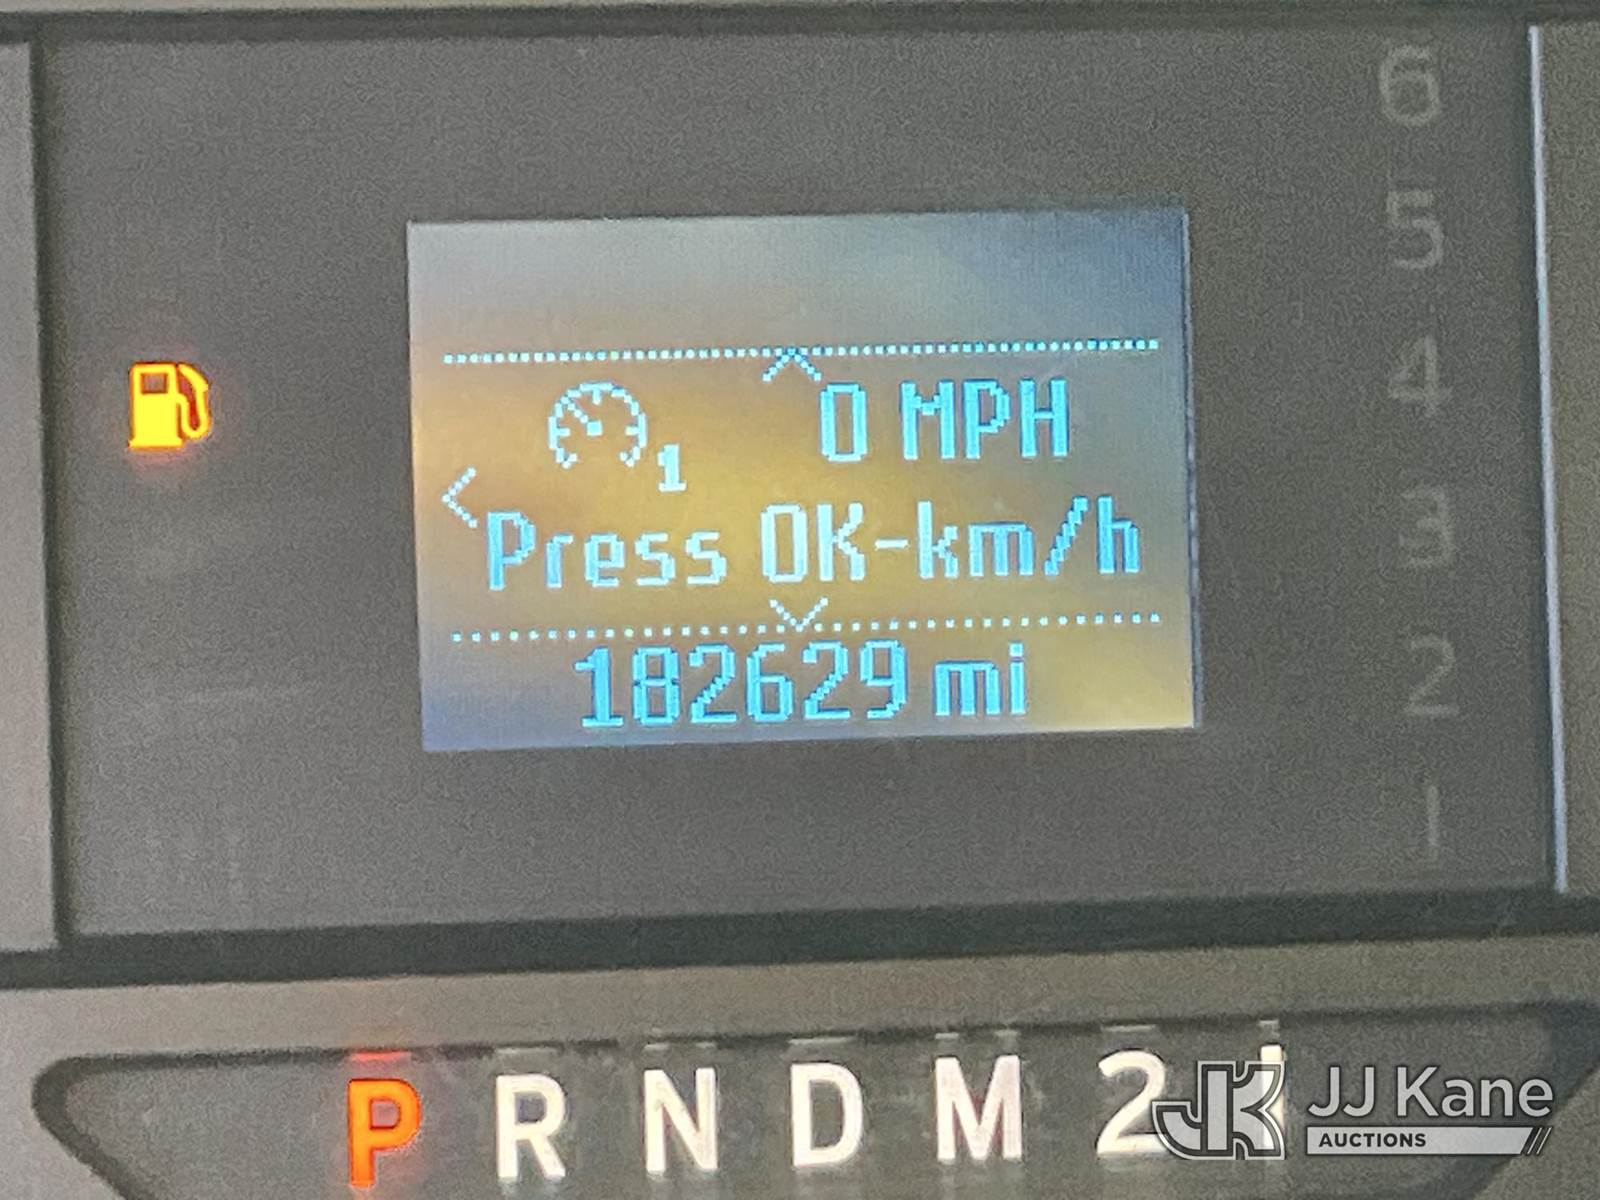 6
5
4
3
2
1
0 MPH
1
Press OK-km/h
182629 mi
P R N D M 2 1
JK JJ Kane
AUCTIONS